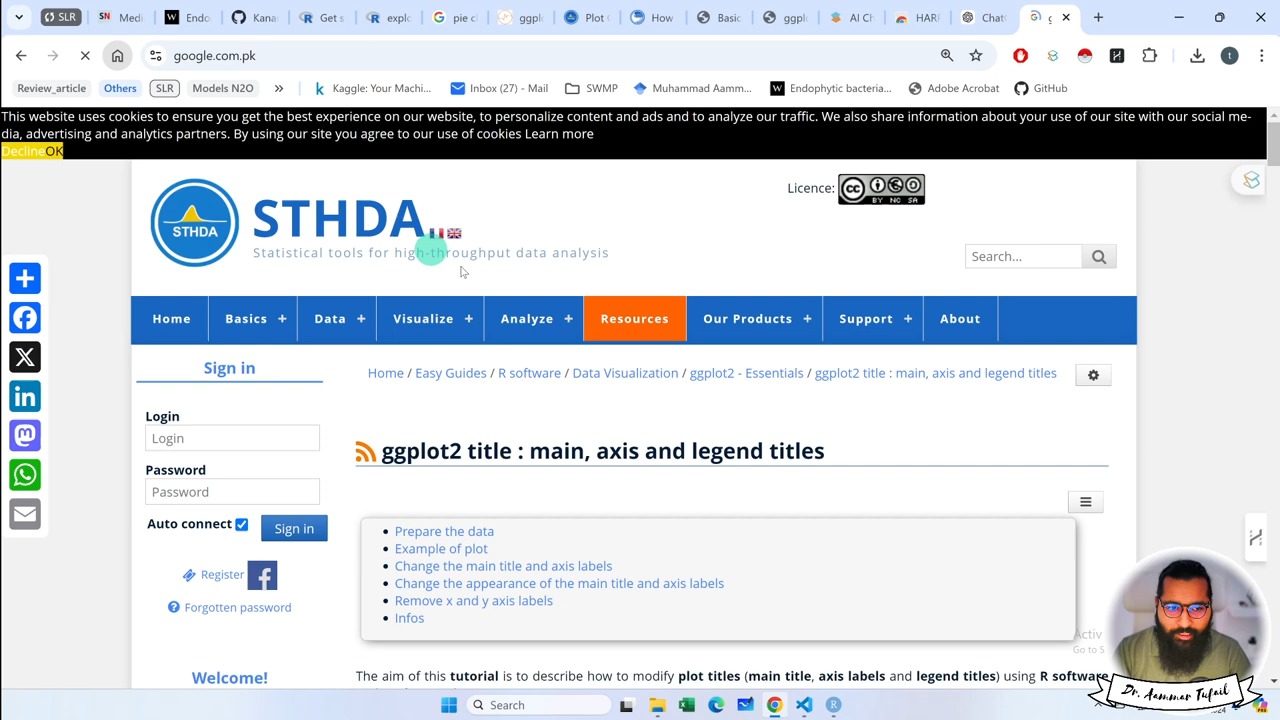 SLR
Medi
Endo
Kana
Get s
explo
pie cl
ggpl
Plot
How
Basic
ggpl
AI Ch
HARF
Chat
g
google.com.pk
t
Review_article
Others
SLR
Models N2O
Kaggle: Your Machi...
Inbox (27) - Mail
SWMP
Muhammad Aamm...
Endophytic bacteria...
Adobe Acrobat
GitHub
This website uses cookies to ensure you get the best experience on our website, to personalize content and ads and to analyze our traffic. We also share information about your use of our site with our social me-
dia, advertising and analytics partners. By using our site you agree to our use of cookies Learn more
DeclineOK
STHDA
STHDA
Statistical tools for high-throughput data analysis
Licence:
BY NC SA
Search...
Home
Basics +
Data +
Visualize +
Analyze +
Resources
Our Products +
Support +
About
Sign in
Home / Easy Guides / R software / Data Visualization / ggplot2 - Essentials / ggplot2 title : main, axis and legend titles
Login
Login
Password
Password
Auto connect
Sign in
Register
Forgotten password
Welcome!
ggplot2 title : main, axis and legend titles
Prepare the data
Example of plot
Change the main title and axis labels
Change the appearance of the main title and axis labels
Remove x and y axis labels
Infos
The aim of this tutorial is to describe how to modify plot titles (main title, axis labels and legend titles) using R software
Activ
Go to S
Dr. Aammar Tufail
Search